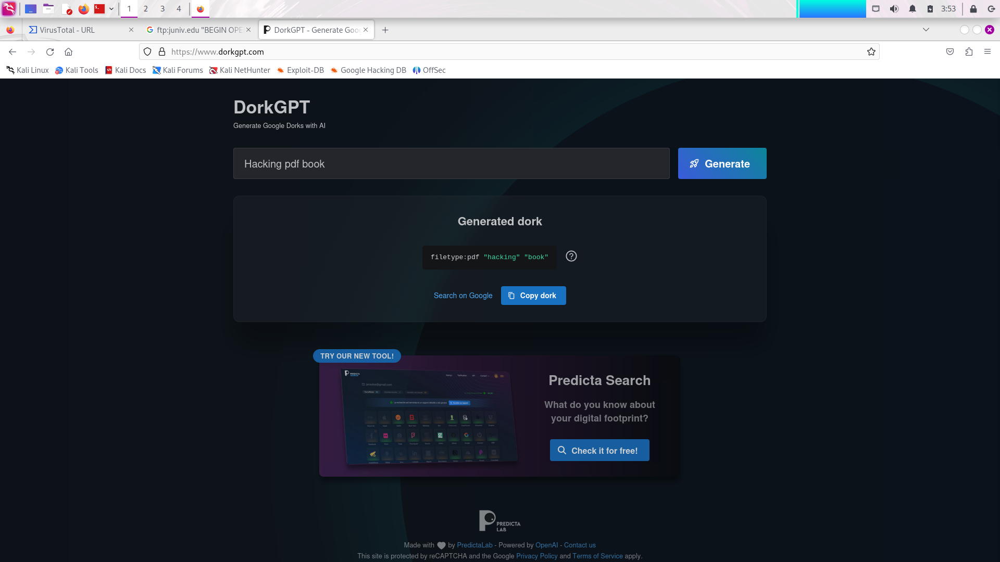 1 2 3 4 3:53
VirusTotal - URL
ftp:juniv.edu "BEGIN OPE
DorkGPT - Generate Goo
https://www.dorkgpt.com
Kali Linux Kali Tools Kali Docs Kali Forums Kali NetHunter Exploit-DB Google Hacking DB OffSec
DorkGPT
Generate Google Dorks with AI
Hacking pdf book
Generate
Generated dork
filetype:pdf "hacking" "book"
Search on Google
Copy dork
TRY OUR NEW TOOL!
Predicta Search
What do you know about
your digital footprint?
Check it for free!
PREDICTA
LAB
Made with by PredictaLab - Powered by OpenAI - Contact us
This site is protected by reCAPTCHA and the Google Privacy Policy and Terms of Service apply.